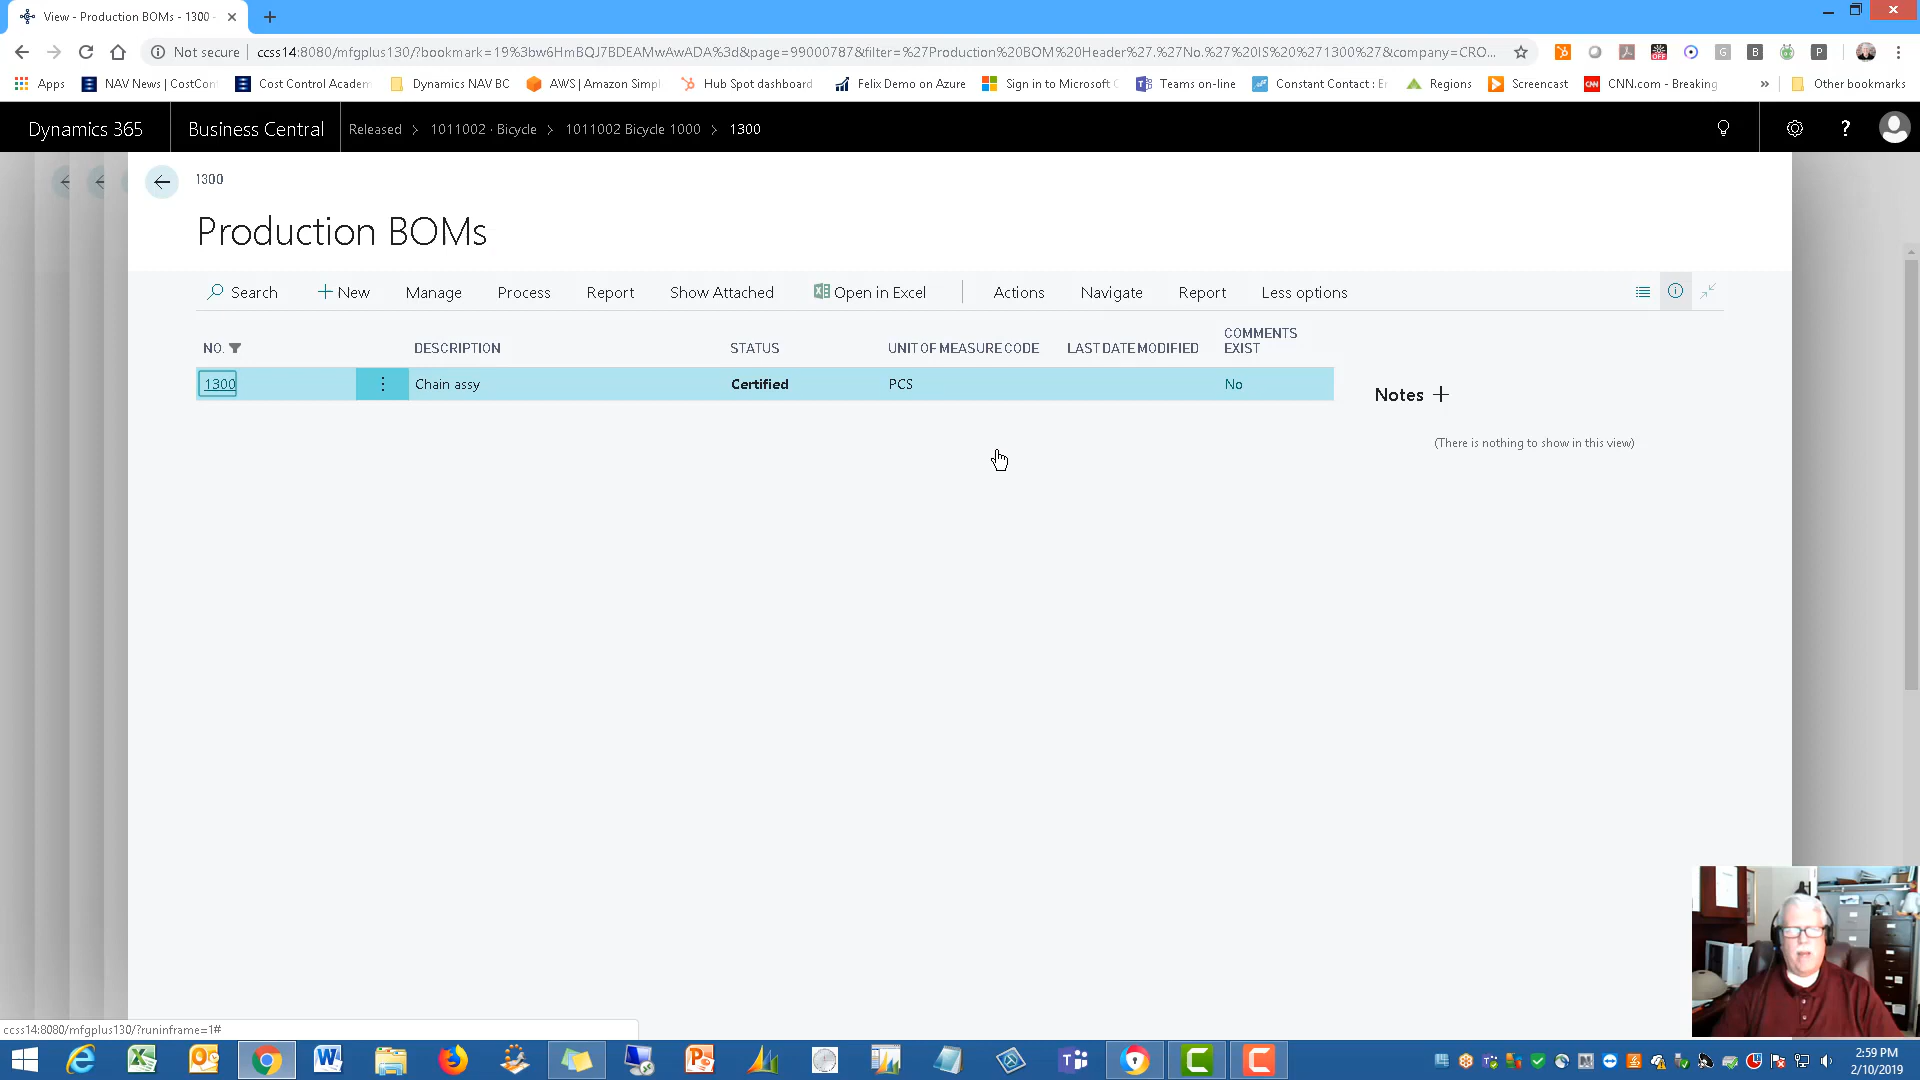 View - Production BOMs - 1300 -
Not secure
ccss14:8080/mfgplus130/?bookmark=19%3bw6HmBQJ7BDEAMwAwADA%3d&page=99000787&filter=%27Production%20BOM%20Header%27.%27No.%27%20IS%20%271300%27&company=CRO...
Apps
NAV News | CostCont
Cost Control Academ
Dynamics NAV BC
AWS | Amazon Simpl
Hub Spot dashboard
Felix Demo on Azure
Sign in to Microsoft C
Teams on-line
Constant Contact : Er
Regions
Screencast
CNN.com - Breaking
»
Other bookmarks
Dynamics 365
Business Central
Released > 1011002 · Bicycle > 1011002 Bicycle 1000 > 1300
1300
Production BOMs
Search
+ New
Manage
Process
Report
Show Attached
Open in Excel
Actions
Navigate
Report
Less options
NO.
DESCRIPTION
STATUS
UNIT OF MEASURE CODE
LAST DATE MODIFIED
COMMENTS
EXIST
1300
Chain assy
Certified
PCS
No
Notes +
(There is nothing to show in this view)
ccss14:8080/mfgplus130/?runinframe=1#
2:59 PM
2/10/2019